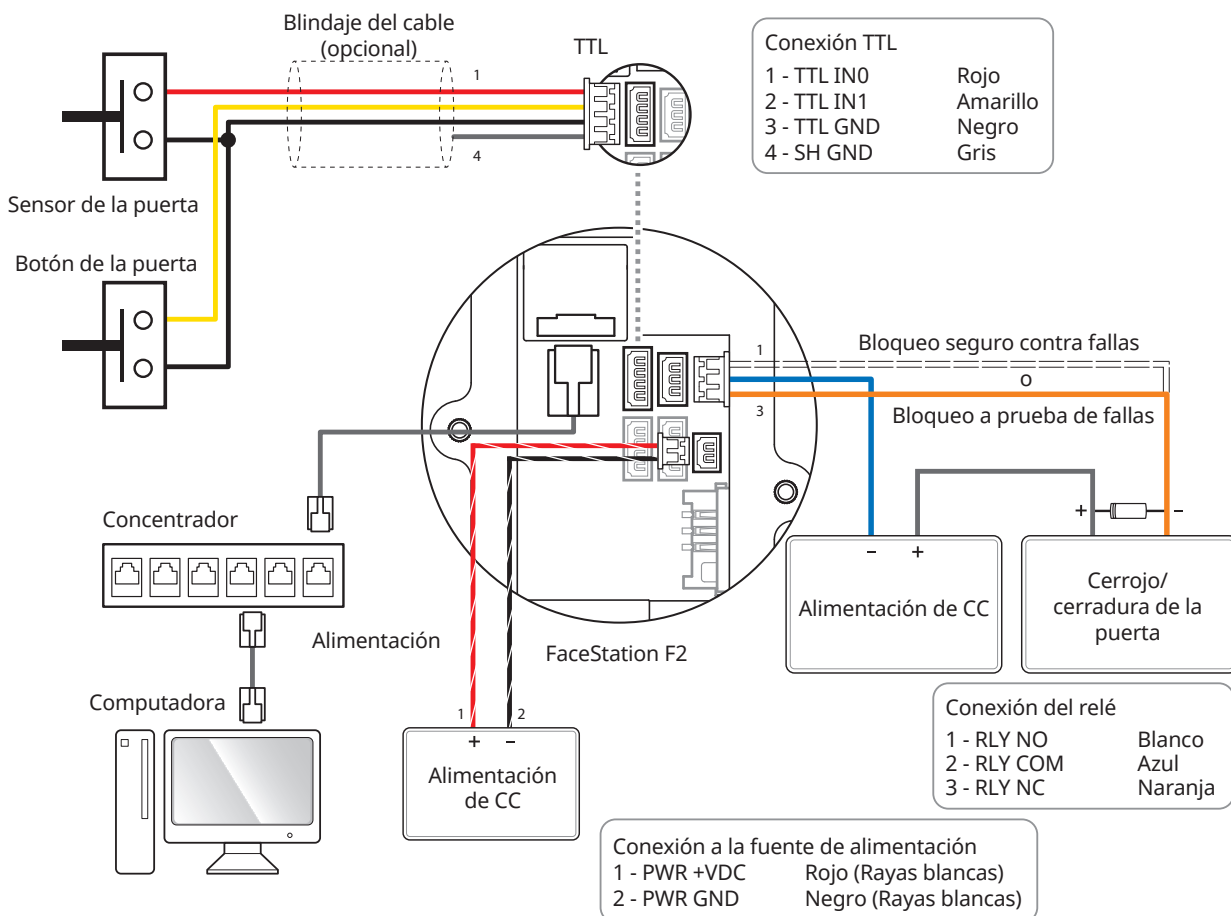 Blindaje del cable
(opcional)
TTL
1
4
Conexión TTL
1 - TTL IN0 Rojo
2 - TTL IN1 Amarillo
3 - TTL GND Negro
4 - SH GND Gris
Sensor de la puerta
Botón de la puerta
1
3
Bloqueo seguro contra fallas
o
Bloqueo a prueba de fallas
Concentrador
Alimentación
FaceStation F2
Computadora
1
2
+ –
Alimentación
de CC
– +
Alimentación de CC
+ –
Cerrojo/
cerradura de la
puerta
Conexión del relé
1 - RLY NO Blanco
2 - RLY COM Azul
3 - RLY NC Naranja
Conexión a la fuente de alimentación
1 - PWR +VDC Rojo (Rayas blancas)
2 - PWR GND Negro (Rayas blancas)